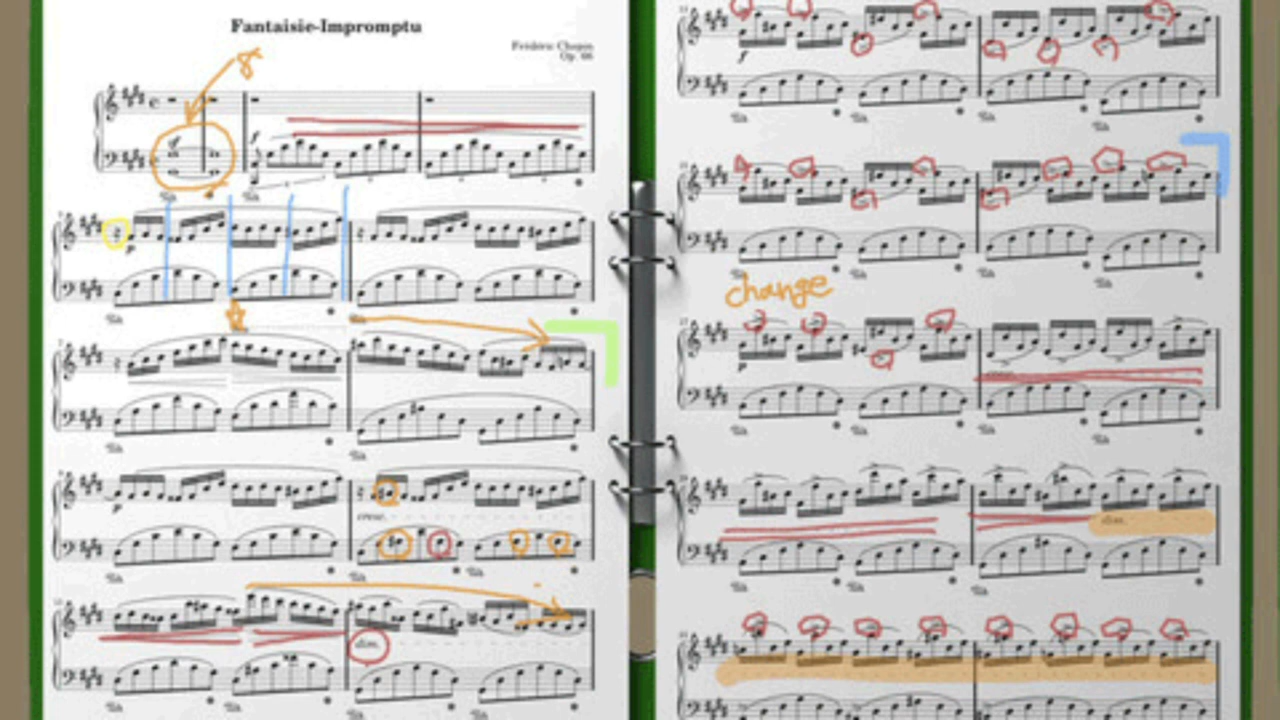 Fantaisie-Impromptu
Frédéric Chopin
Op. 66
8
f
f
p
cresc.
dim.
f
change
p
dim.